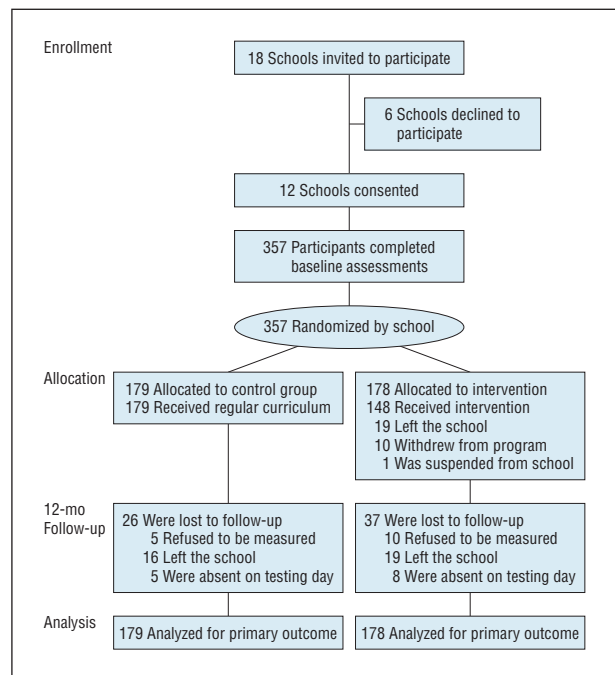 Enrollment
18 Schools invited to participate
6 Schools declined to
participate
12 Schools consented
357 Participants completed
baseline assessments
357 Randomized by school
Allocation
179 Allocated to control group
179 Received regular curriculum
178 Allocated to intervention
148 Received intervention
19 Left the school
10 Withdrew from program
1 Was suspended from school
12-mo
Follow-up
26 Were lost to follow-up
5 Refused to be measured
16 Left the school
5 Were absent on testing day
37 Were lost to follow-up
10 Refused to be measured
19 Left the school
8 Were absent on testing day
Analysis
179 Analyzed for primary outcome
178 Analyzed for primary outcome